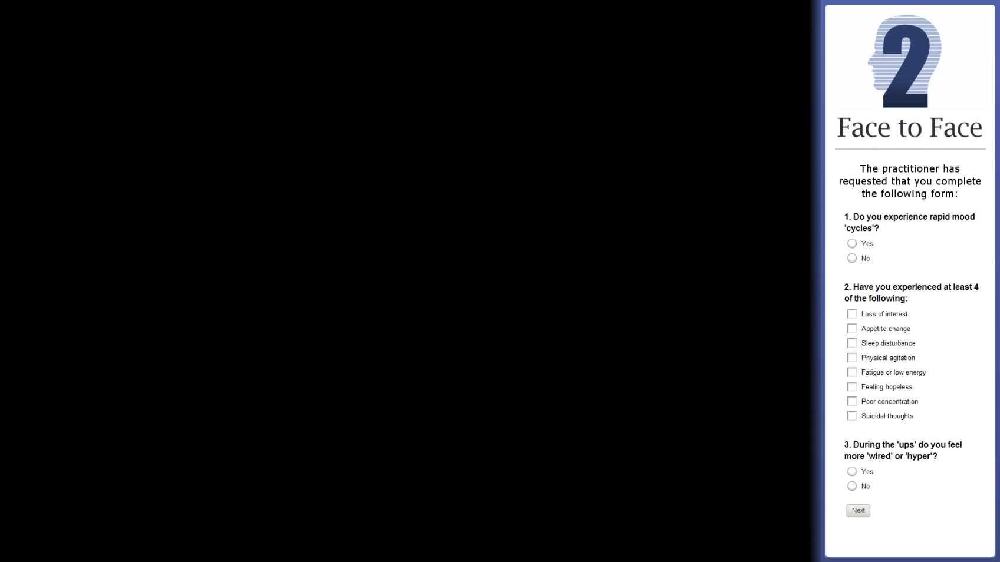 2
Face to Face
The practitioner has
requested that you complete
the following form:
1. Do you experience rapid mood
'cycles'?
Yes
No
2. Have you experienced at least 4
of the following:
Loss of interest
Appetite change
Sleep disturbance
Physical agitation
Fatigue or low energy
Feeling hopeless
Poor concentration
Suicidal thoughts
3. During the 'ups' do you feel
more 'wired' or 'hyper'?
Yes
No
Next